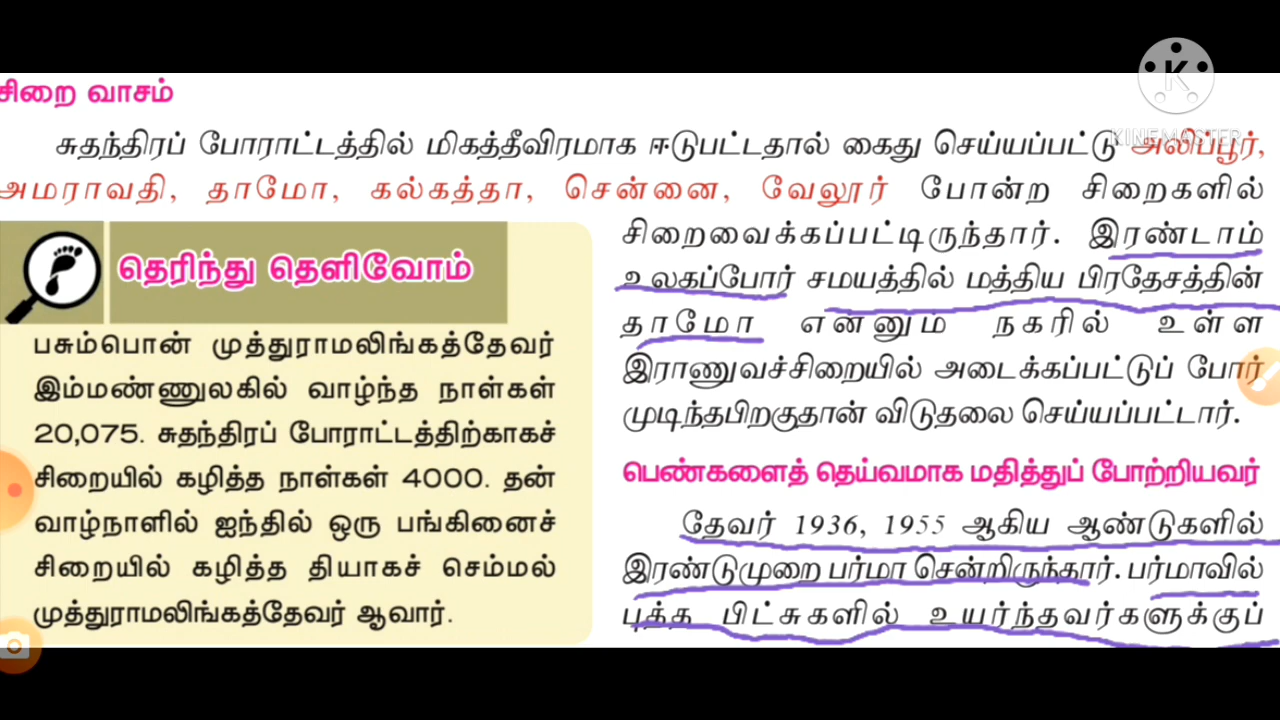 சிறை வாசம்
சுதந்திரப் போராட்டத்தில் மிகத்தீவிரமாக ஈடுபட்டதால் கைது செய்யப்பட்டு அலிப்பூர்,
அமராவதி, தாமோ, கல்கத்தா, சென்னை, வேலூர் போன்ற சிறைகளில்
சிறைவைக்கப்பட்டிருந்தார். இரண்டாம்
உலகப்போர் சமயத்தில் மத்திய பிரதேசத்தின்
தாமோ என்னும் நகரில் உள்ள
இராணுவச்சிறையில் அடைக்கப்பட்டுப் போர்
முடிந்தபிறகுதான் விடுதலை செய்யப்பட்டார்.
தெரிந்து தெளிவோம்
பசும்பொன் முத்துராமலிங்கத்தேவர்
இம்மண்ணுலகில் வாழ்ந்த நாள்கள்
20,075. சுதந்திரப் போராட்டத்திற்காகச்
சிறையில் கழித்த நாள்கள் 4000. தன்
வாழ்நாளில் ஐந்தில் ஒரு பங்கினைச்
சிறையில் கழித்த தியாகச் செம்மல்
முத்துராமலிங்கத்தேவர் ஆவார்.
பெண்களைத் தெய்வமாக மதித்துப் போற்றியவர்
தேவர் 1936, 1955 ஆகிய ஆண்டுகளில்
இரண்டுமுறை பர்மா சென்றிருந்தார். பர்மாவில்
புத்த பிட்சுகளில் உயர்ந்தவர்களுக்குப்
K
KINEMASTER